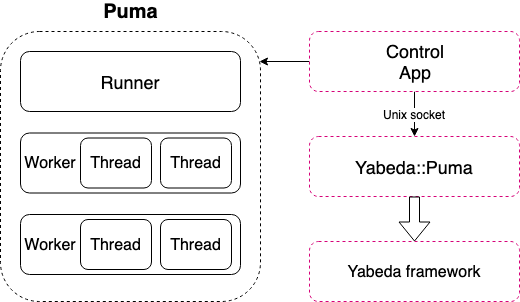 Puma
Runner
Worker Thread Thread
Worker Thread Thread
Control
App
Unix socket
Yabeda::Puma
Yabeda framework